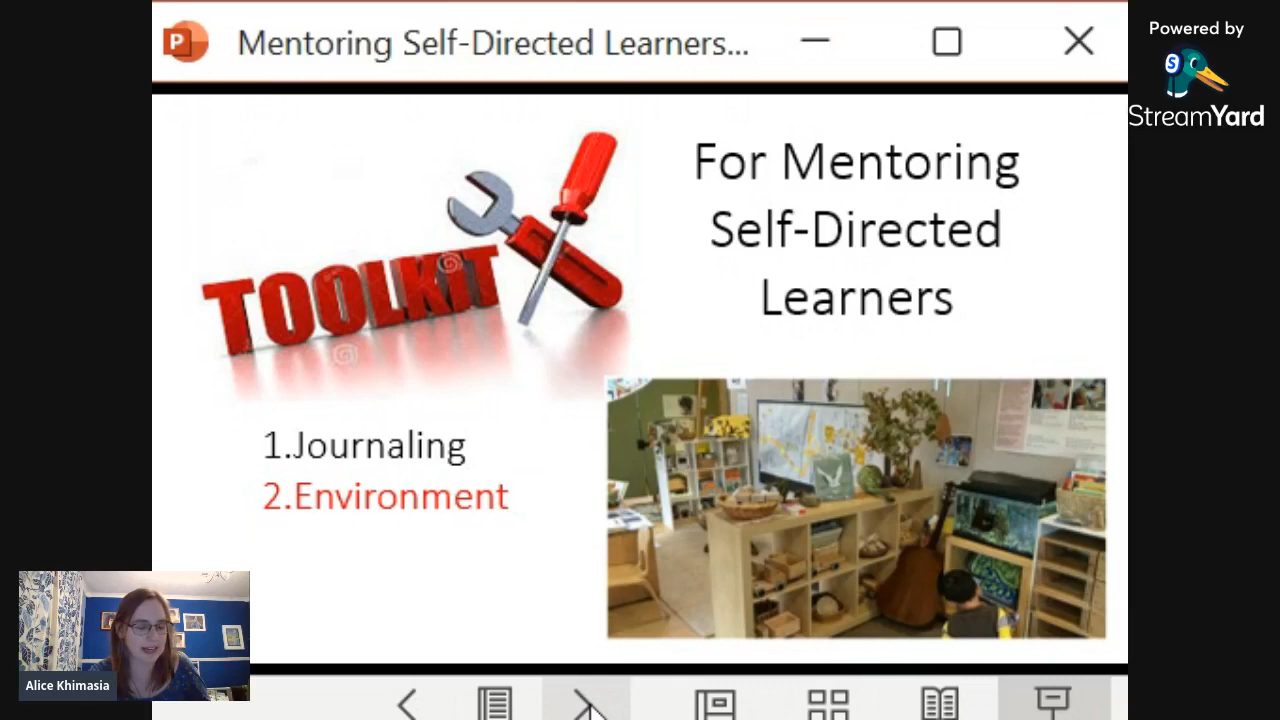 Mentoring Self-Directed Learners...
Powered by
StreamYard
TOOLKIT
For Mentoring
Self-Directed
Learners
1.Journaling
2.Environment
Alice Khimasia